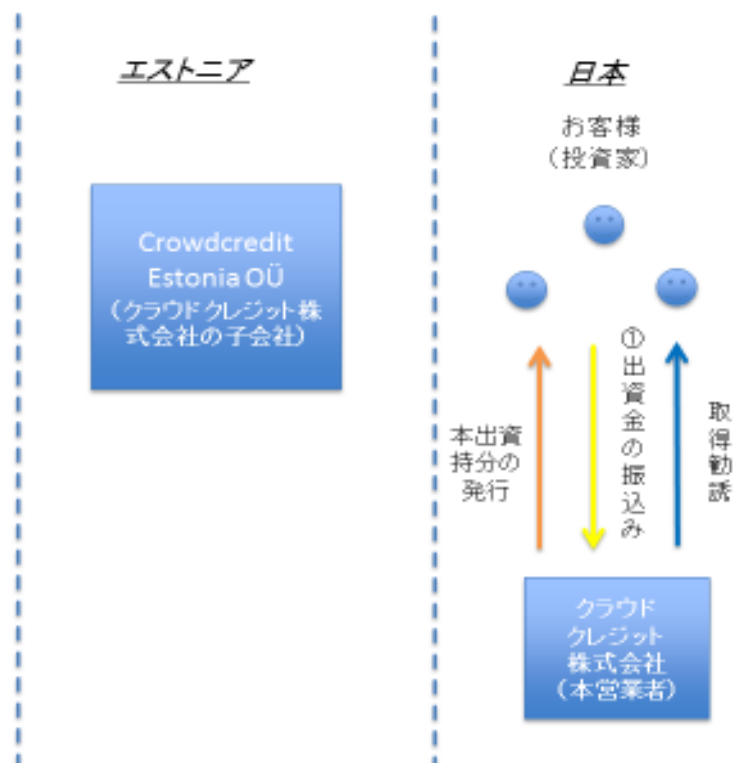 エストニア
Crowdcredit
Estonia OÜ
（クラウドクレジット株
式会社の子会社）
日本
お客様
（投資家）
本出資
持分の
発行
①出資金の振込み
取得勧誘
クラウド
クレジット
株式会社
（本営業者）